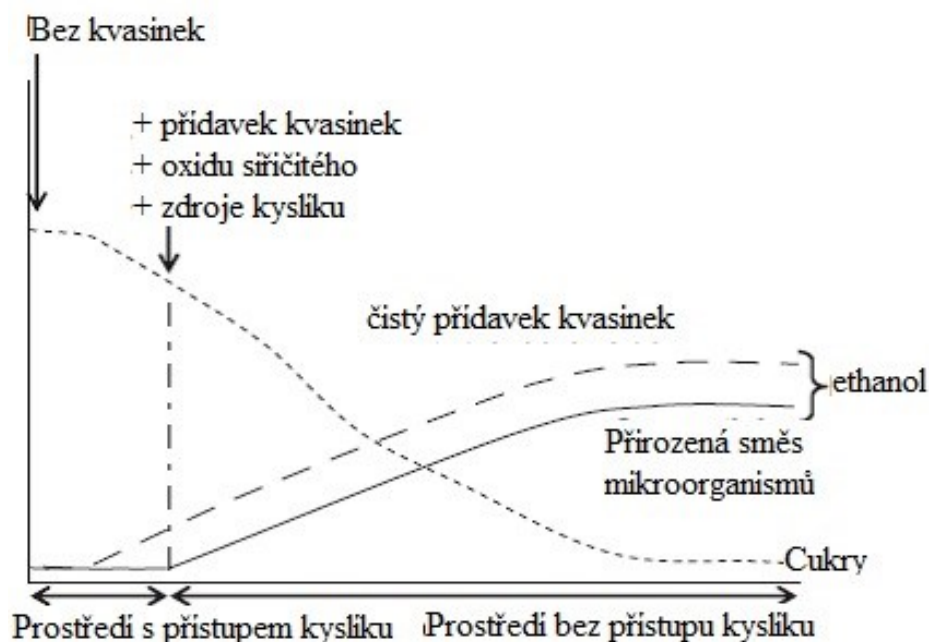 Bez kvasinek
+ přídavek kvasinek
+ oxidu siřičitého
+ zdroje kyslíku
čistý přídavek kvasinek
ethanol
Přirozená směs
mikroorganismů
Cukry
Prostředí s přístupem kyslíku
Prostředí bez přístupu kyslíku